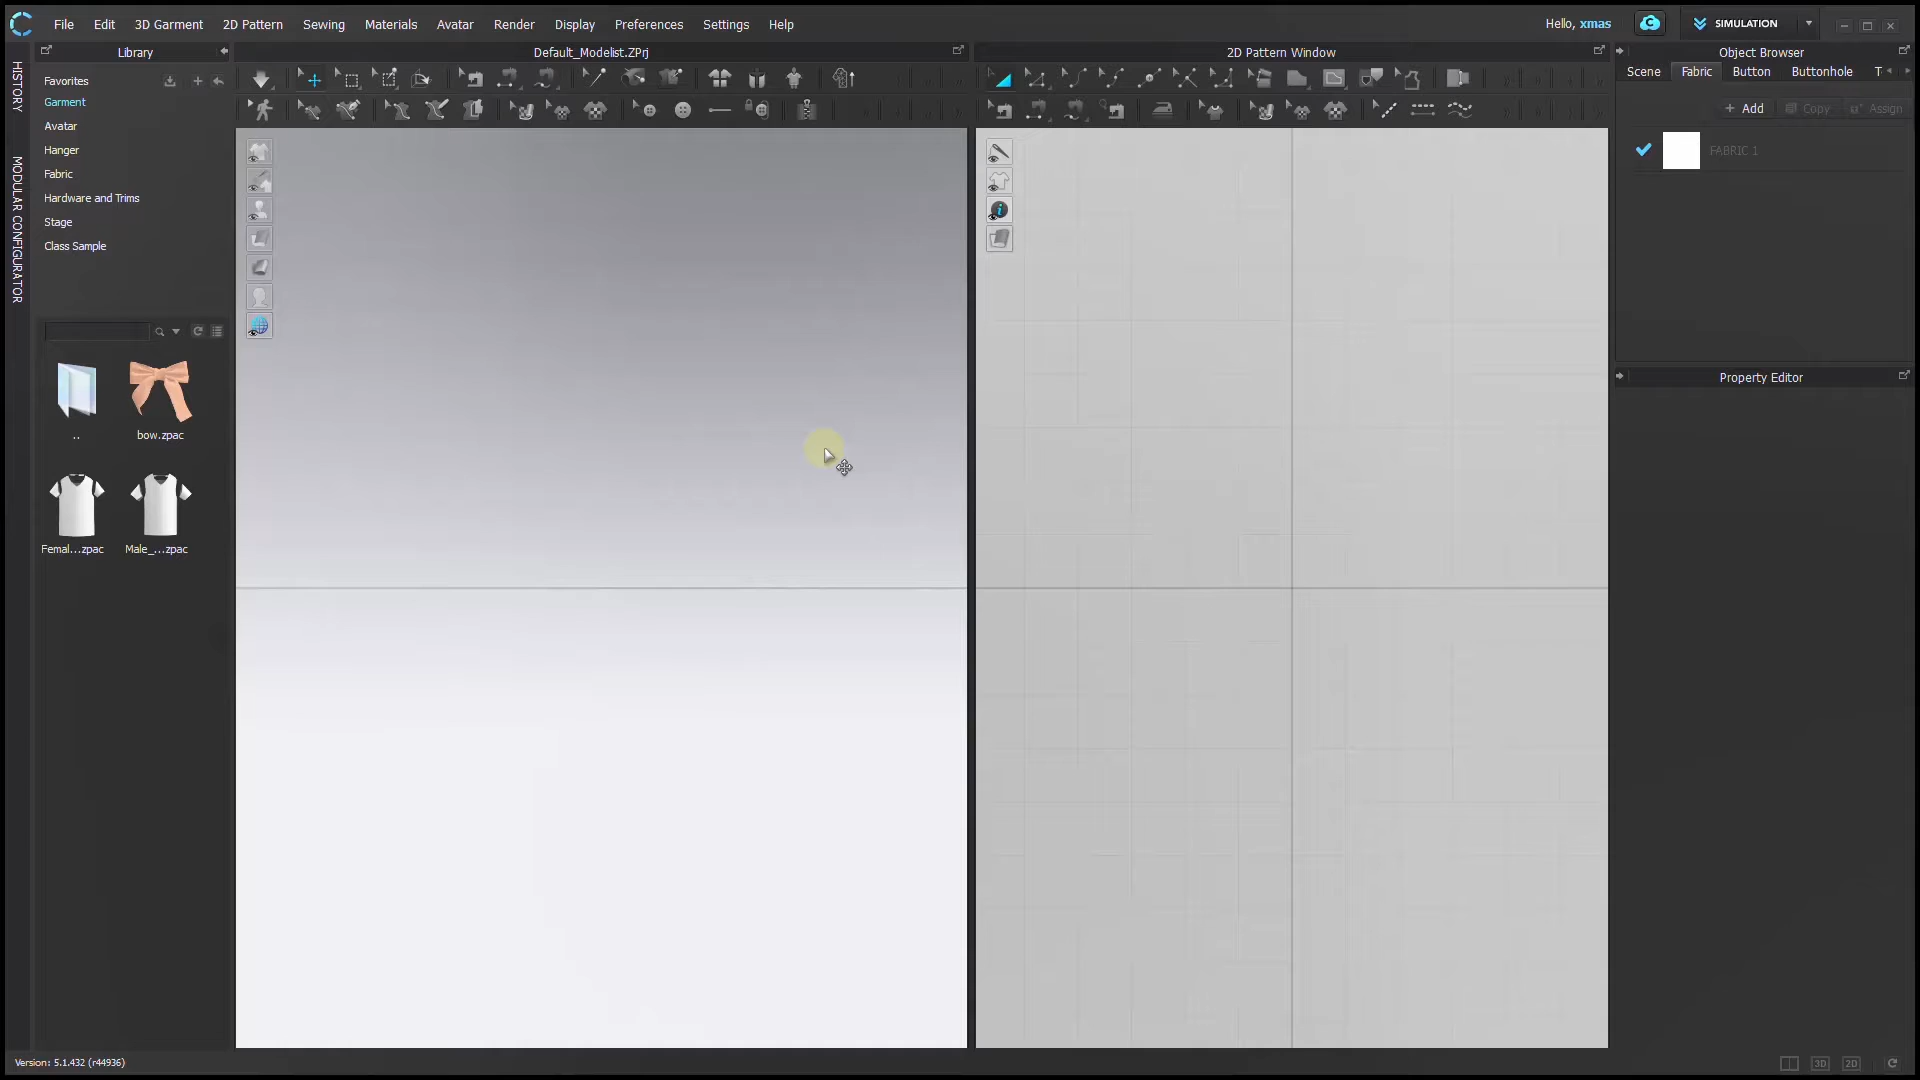 File Edit 3D Garment 2D Pattern Sewing Materials Avatar Render Display Preferences Settings Help
Hello, xmas
SIMULATION
HISTORY
MODULAR CONFIGURATOR
Library
Favorites
Garment
Avatar
Hanger
Fabric
Hardware and Trims
Stage
Class Sample
..
bow.zpac
Femal...zpac
Male_...zpac
Default_Modelist.ZPrj
2D Pattern Window
Object Browser
Scene Fabric Button Buttonhole T
+ Add Copy Assign
FABRIC 1
Property Editor
Version: 5.1.432 (r44936)
3D 2D